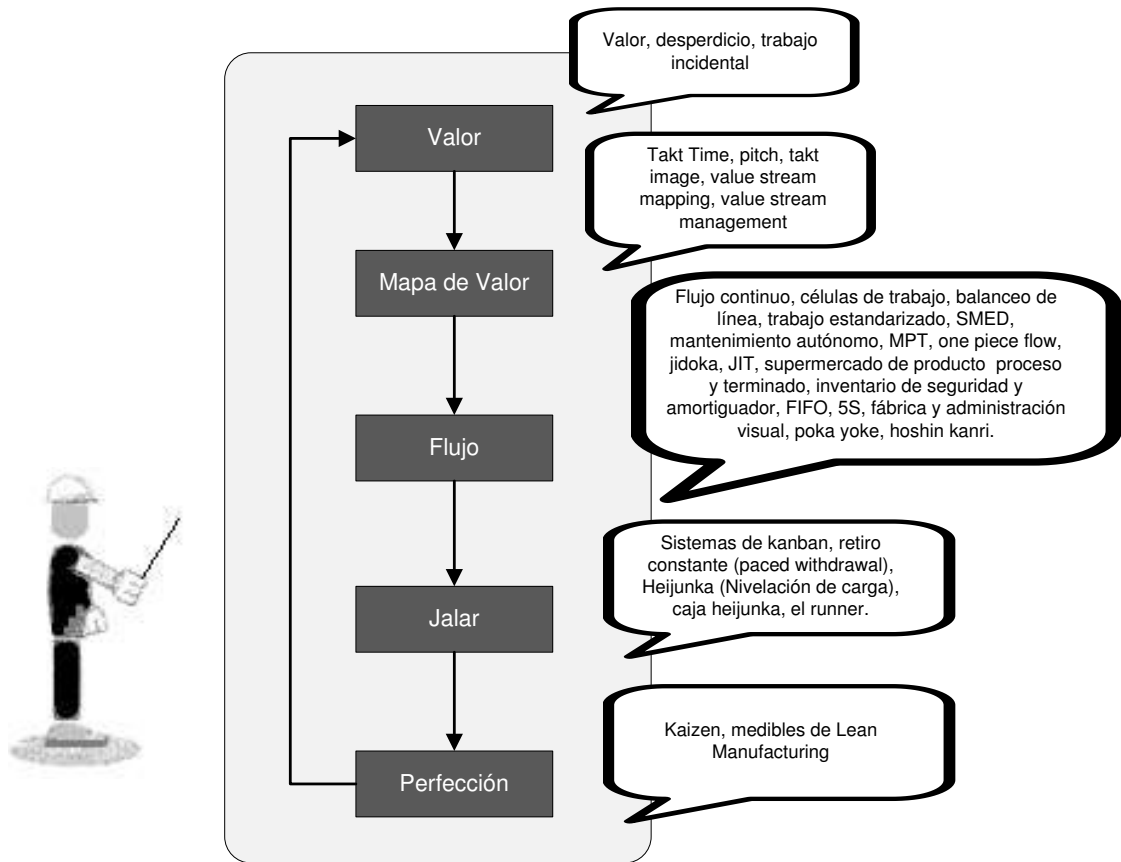 Valor, desperdicio, trabajo
incidental
Valor
Takt Time, pitch, takt
image, value stream
mapping, value stream
management
Mapa de Valor
Flujo continuo, células de trabajo, balanceo de
línea, trabajo estandarizado, SMED,
mantenimiento autónomo, MPT, one piece flow,
jidoka, JIT, supermercado de producto proceso
y terminado, inventario de seguridad y
amortiguador, FIFO, 5S, fábrica y administración
visual, poka yoke, hoshin kanri.
Flujo
Sistemas de kanban, retiro
constante (paced withdrawal),
Heijunka (Nivelación de carga),
caja heijunka, el runner.
Jalar
Kaizen, medibles de Lean
Manufacturing
Perfección